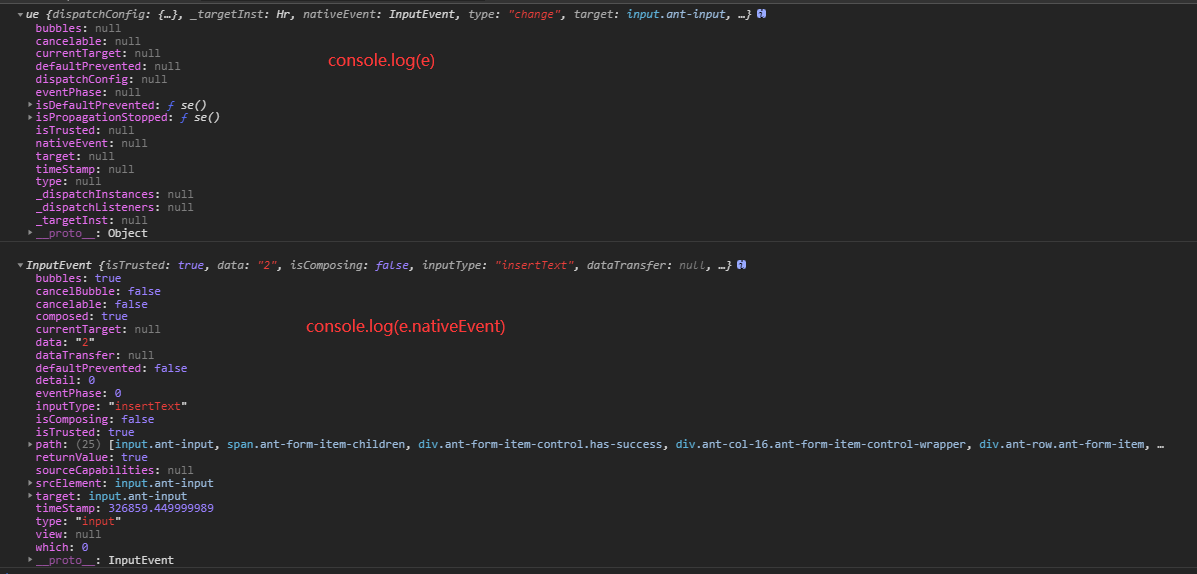 ue {dispatchConfig: {…}, _targetInst: Hr, nativeEvent: InputEvent, type: "change", target: input.ant-input, …} i
bubbles: null
cancelable: null
currentTarget: null
defaultPrevented: null
console.log(e)
dispatchConfig: null
eventPhase: null
isDefaultPrevented: ƒ se()
isPropagationStopped: ƒ se()
isTrusted: null
nativeEvent: null
target: null
timeStamp: null
type: null
_dispatchInstances: null
_dispatchListeners: null
_targetInst: null
__proto__: Object
InputEvent {isTrusted: true, data: "2", isComposing: false, inputType: "insertText", dataTransfer: null, …} i
bubbles: true
cancelBubble: false
cancelable: false
composed: true
currentTarget: null
console.log(e.nativeEvent)
data: "2"
dataTransfer: null
defaultPrevented: false
detail: 0
eventPhase: 0
inputType: "insertText"
isComposing: false
isTrusted: true
path: (25) [input.ant-input, span.ant-form-item-children, div.ant-form-item-control.has-success, div.ant-col-16.ant-form-item-control-wrapper, div.ant-row.ant-form-item, …
returnValue: true
sourceCapabilities: null
srcElement: input.ant-input
target: input.ant-input
timeStamp: 326859.449999989
type: "input"
view: null
which: 0
__proto__: InputEvent